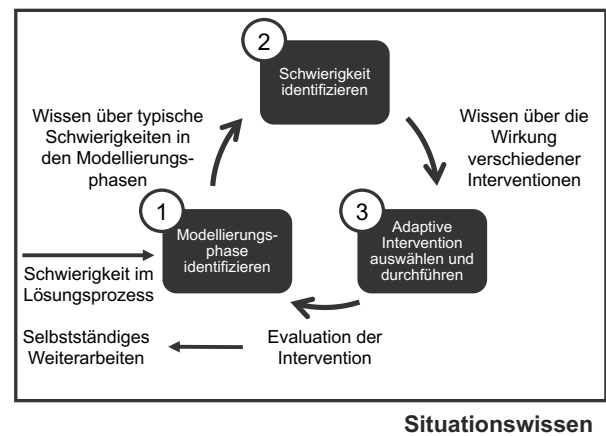 2
Schwierigkeit
identifizieren
Wissen über typische
Schwierigkeiten in
den Modellierungs-
phasen
Wissen über die
Wirkung
verschiedener
Interventionen
1
Modellierungs-
phase
identifizieren
3
Adaptive
Intervention
auswählen und
durchführen
Schwierigkeit im
Lösungsprozess
Selbstständiges
Weiterarbeiten
Evaluation der
Intervention
Situationswissen